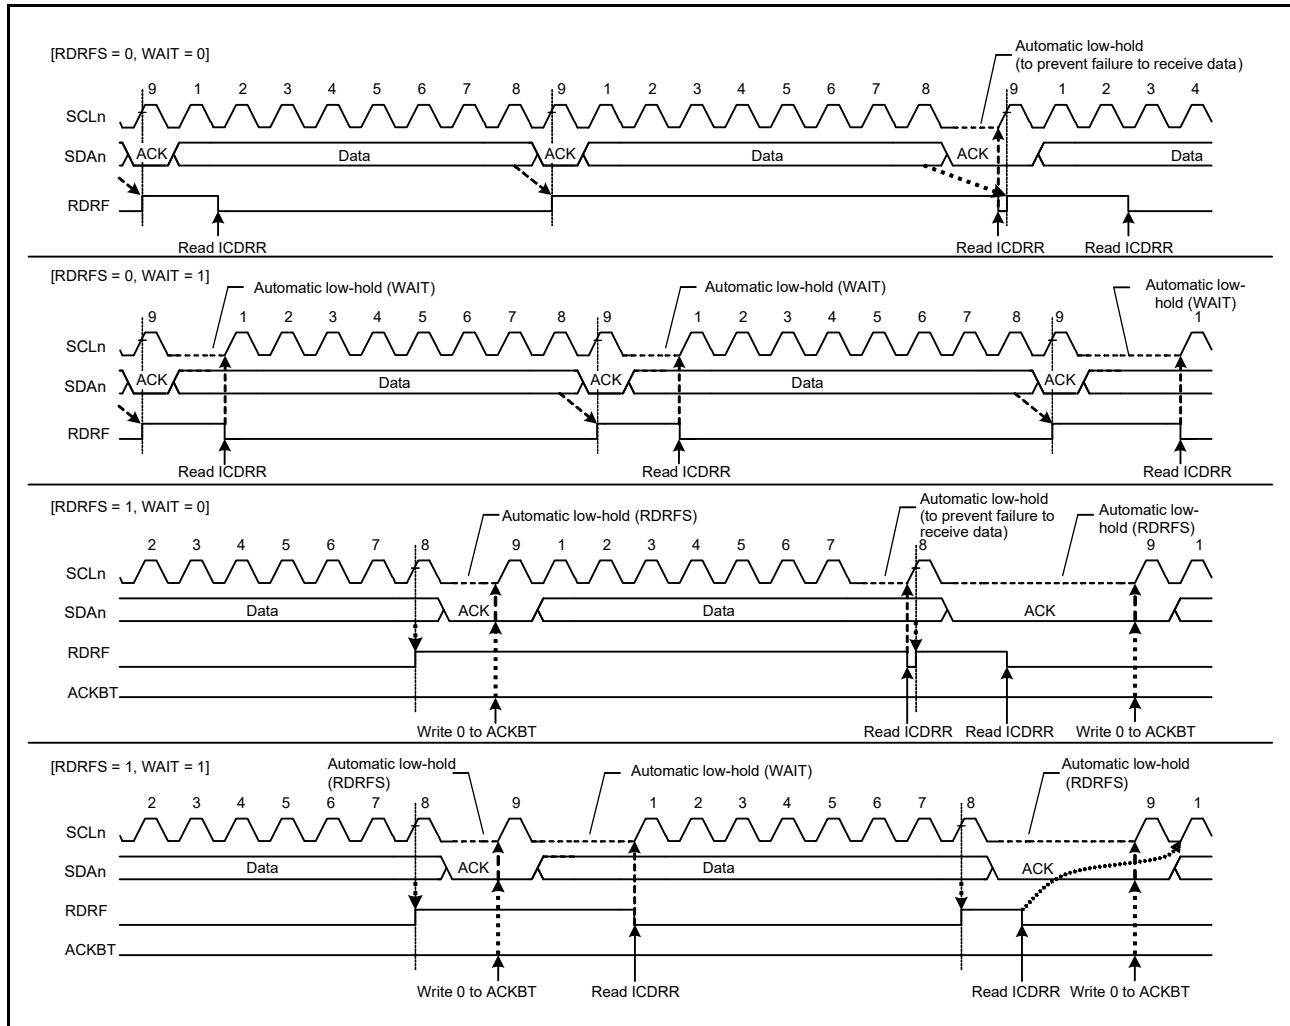 [RDRFS = 0, WAIT = 0]
Automatic low-hold
(to prevent failure to receive data)
9 1 2 3 4 5 6 7 8 9 1 2 3 4 5 6 7 8 9 1 2 3 4
SCLn
SDAn ACK Data ACK Data ACK Data
RDRF
Read ICDRR Read ICDRR Read ICDRR
[RDRFS = 0, WAIT = 1]
Automatic low-hold (WAIT) Automatic low-hold (WAIT) Automatic low-
hold (WAIT)
9 1 2 3 4 5 6 7 8 9 1 2 3 4 5 6 7 8 9 1
SCLn
SDAn ACK Data ACK Data ACK
RDRF
Read ICDRR Read ICDRR Read ICDRR
[RDRFS = 1, WAIT = 0]
Automatic low-hold (RDRFS)
Automatic low-hold
(to prevent failure to
receive data)
Automatic low-
hold (RDRFS)
2 3 4 5 6 7 8 9 1 2 3 4 5 6 7 8 9 1
SCLn
SDAn Data ACK Data ACK
RDRF
ACKBT
Write 0 to ACKBT Read ICDRR Read ICDRR Write 0 to ACKBT
[RDRFS = 1, WAIT = 1]
Automatic low-hold
(RDRFS)
Automatic low-hold (WAIT)
Automatic low-hold
(RDRFS)
2 3 4 5 6 7 8 9 1 2 3 4 5 6 7 8 9 1
SCLn
SDAn Data ACK Data ACK
RDRF
ACKBT
Write 0 to ACKBT Read ICDRR Read ICDRR Write 0 to ACKBT